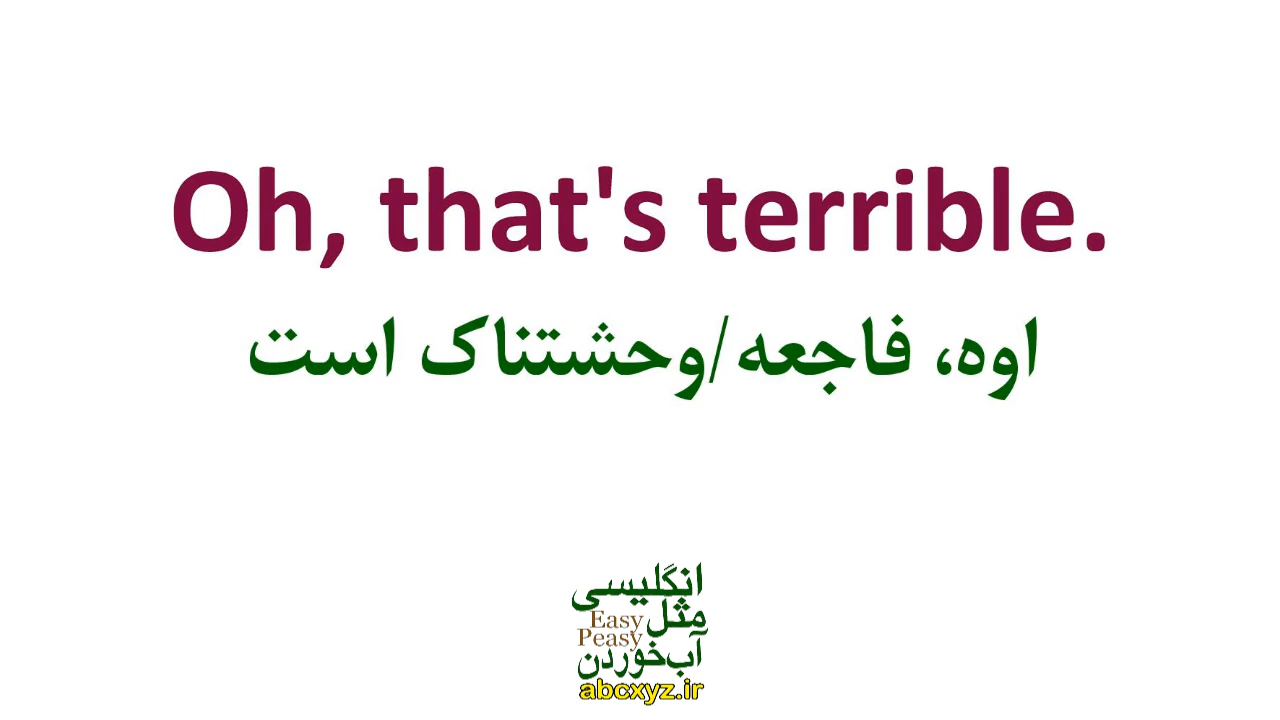 Oh, that's terrible.
اوه، فاجعه/وحشتناک است
انگلیسی
مثل
Easy
Peasy
آب‌خوردن
abcxyz.ir